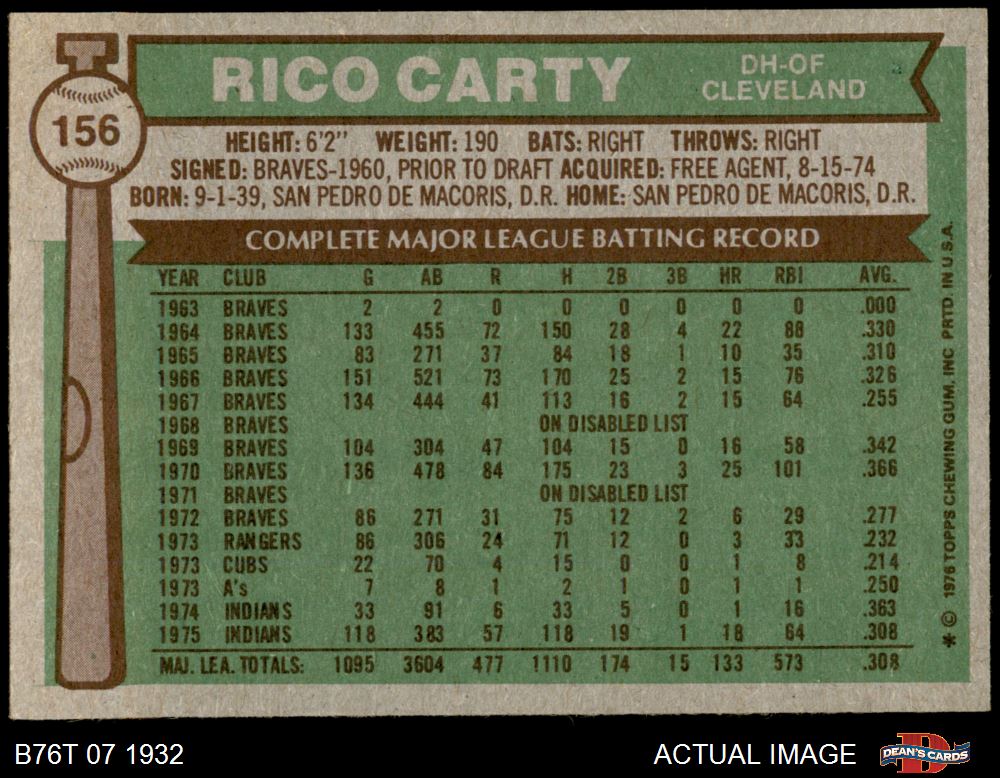 RICO CARTY
DH-OF
CLEVELAND
156
HEIGHT: 6'2" WEIGHT: 190 BATS: RIGHT THROWS: RIGHT
SIGNED: BRAVES-1960, PRIOR TO DRAFT ACQUIRED: FREE AGENT, 8-15-74
BORN: 9-1-39, SAN PEDRO DE MACORIS, D.R. HOME: SAN PEDRO DE MACORIS, D.R.
COMPLETE MAJOR LEAGUE BATTING RECORD
YEAR CLUB G AB R H 2B 3B HR RBI AVG.
1963 BRAVES 2 2 0 0 0 0 0 0 .000
1964 BRAVES 133 455 72 150 28 4 22 88 .330
1965 BRAVES 83 271 37 84 18 1 10 35 .310
1966 BRAVES 151 521 73 170 25 2 15 76 .326
1967 BRAVES 134 444 41 113 16 2 15 64 .255
1968 BRAVES ON DISABLED LIST
1969 BRAVES 104 304 47 104 15 0 16 58 .342
1970 BRAVES 136 478 84 175 23 3 25 101 .366
1971 BRAVES ON DISABLED LIST
1972 BRAVES 86 271 31 75 12 2 6 29 .277
1973 RANGERS 86 306 24 71 12 0 3 33 .232
1973 CUBS 22 70 4 15 0 0 1 8 .214
1973 A's 7 8 1 2 1 0 1 1 .250
1974 INDIANS 33 91 6 33 5 0 1 16 .363
1975 INDIANS 118 383 57 118 19 1 18 64 .308
MAJ. LEA. TOTALS: 1095 3604 477 1110 174 15 133 573 .308
* © 1976 TOPPS CHEWING GUM, INC PRTD. IN U.S.A.
B76T 07 1932
ACTUAL IMAGE
D
DEAN'S CARDS